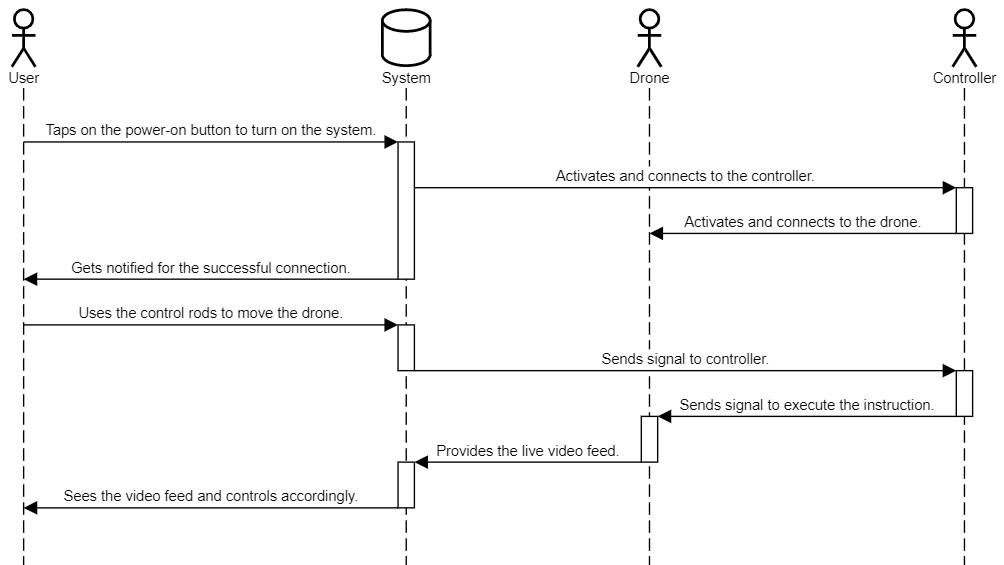 User
System
Drone
Controller
Taps on the power-on button to turn on the system.
Activates and connects to the controller.
Activates and connects to the drone.
Gets notified for the successful connection.
Uses the control rods to move the drone.
Sends signal to controller.
Sends signal to execute the instruction.
Provides the live video feed.
Sees the video feed and controls accordingly.